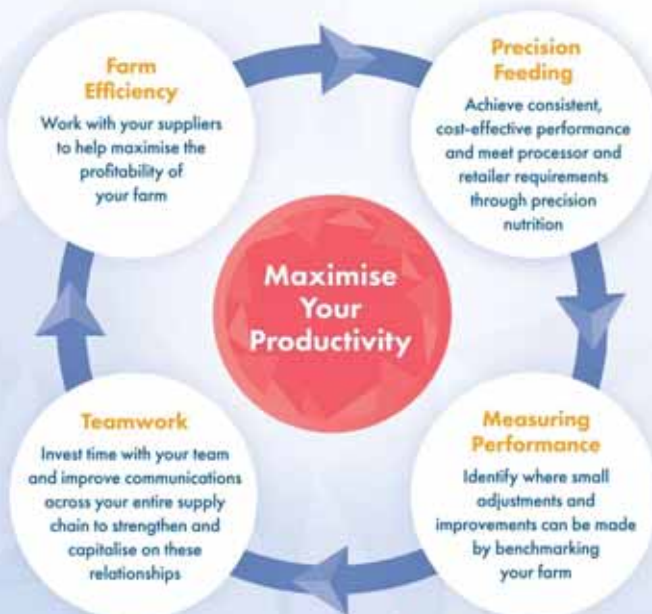 Farm
Efficiency
Work with your suppliers
to help maximise the
profitability of
your farm
Precision
Feeding
Achieve consistent,
cost-effective performance
and meet processor and
retailer requirements
through precision
nutrition
Maximise
Your
Productivity
Teamwork
Invest time with your team
and improve communications
across your entire supply
chain to strengthen and
capitalise on these
relationships
Measuring
Performance
Identify where small
adjustments and
improvements can be made
by benchmarking
your farm